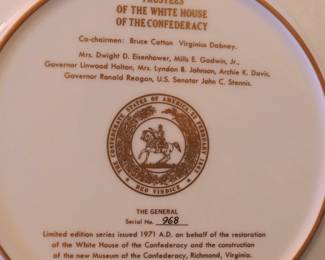 TRUSTEES
OF THE WHITE HOUSE
OF THE CONFEDERACY
Co-chairmen: Bruce Catton Virginius Dabney.
Mrs. Dwight D. Eisenhower, Mills E. Godwin, Jr.,
Governor Linwood Holton, Mrs. Lyndon B. Johnson, Archie K. Davis,
Governor Ronald Reagan, U.S. Senator John C. Stennis.
THE CONFEDERATE STATES OF AMERICA: 22 FEBRUARY 1862
DEO VINDICE
THE GENERAL
Serial No. 968
Limited edition series issued 1971 A.D. on behalf of the restoration
of the White House of the Confederacy and the construction
of the new Museum of the Confederacy, Richmond, Virginia.